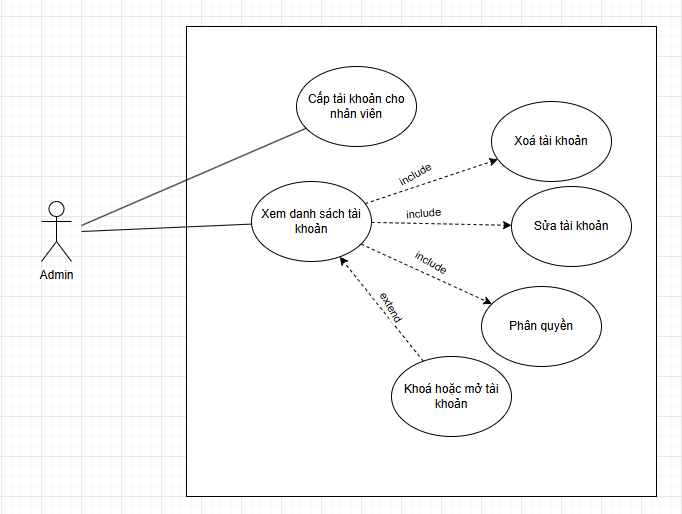 Cấp tài khoản cho
nhân viên
Xoá tài khoản
include
Xem danh sách tài
khoản
include
Sửa tài khoản
include
Admin
extend
Phân quyền
Khoá hoặc mở tài
khoản